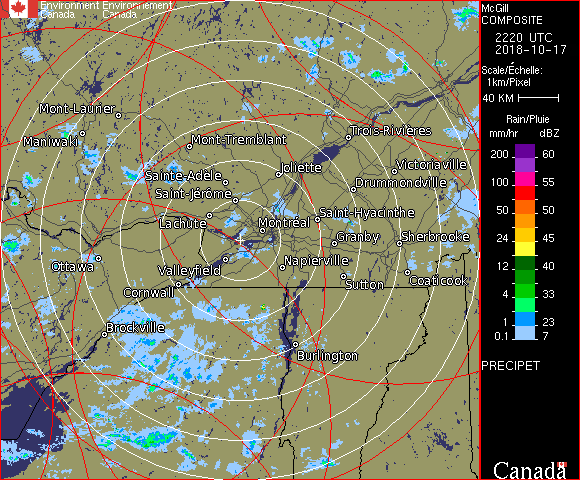 Environment Environnement
Canada Canada
McGill
COMPOSITE
2220 UTC
2018-10-17
Scale/Échelle:
1km/Pixel
40 KM
Rain/Pluie
mm/hr dBZ
200 60
100 55
50 50
24 45
12 40
4 33
1 23
0.1 7
PRECIPET
Canada
Mont-Laurier
Maniwaki
Mont-Tremblant
Trois-Rivières
Joliette
Victoriaville
Sainte-Adèle
Drummondville
Saint-Jérôme
Saint-Hyacinthe
Lachute
Montréal
Granby
Sherbrooke
Ottawa
Valleyfield
Napierville
Cornwall
Sutton
Coaticook
Brockville
Burlington